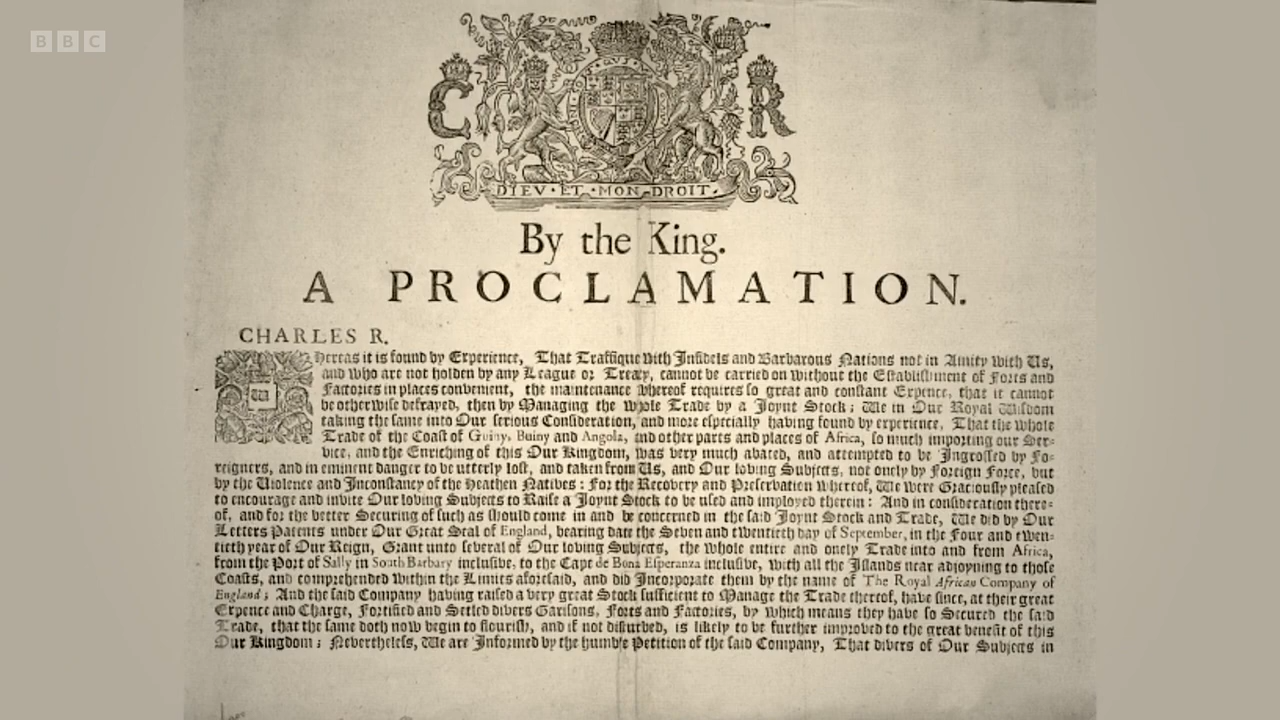 BBC
C R
DIEV·ET·MON·DROIT·
By the King.
A PROCLAMATION.
CHARLES R.
Whereas it is found by Experience, That Traffique with Infidels and Barbarous Nations not in Amity with Us,
and who are not holden by any League or Treaty, cannot be carried on without the Establishment of Forts and
Factories in places convenient, the maintenance whereof requires so great and constant Expence, that it cannot
be otherwise defrayed, then by Managing the whole Trade by a Joynt Stock; We in Our Royal Wisdom
taking the same into Our serious Consideration, and more especially having found by experience, That the whole
Trade of the Coast of Guiny, Buiny and Angola, and other parts and places of Africa, so much importing our Ser-
vice, and the Enriching of this Our Kingdom, was very much abated, and attempted to be Ingrossed by Fo-
reigners, and in eminent danger to be utterly lost, and taken from Us, and Our loving Subjects, not onely by Foreign Force, but
by the Violence and Inconstancy of the Heathen Natives: For the Recovery and Preservation whereof, We were Graciously pleased
to encourage and invite Our loving Subjects to Raise a Joynt Stock to be used and imployed therein: And in consideration there-
of, and for the better Securing of such as should come in and be concerned in the said Joynt Stock and Trade, We did by Our
Letters Patents under Our Great Seal of England, bearing date the Seven and twentieth day of September, in the Four and twen-
tieth year of Our Reign, Grant unto several of Our loving Subjects, the whole entire and onely Trade into and from Africa,
from the Port of Sally in South Barbary inclusive, to the Cape de Bona Esperanza inclusive, with all the Islands near adjoyning to those
Coasts, and comprehended within the Limits aforesaid, and did Incorporate them by the name of The Royal African Company of
England; And the said Company having raised a very great Stock sufficient to Manage the Trade thereof, have since, at their great
Expence and Charge, Fortified and Settled divers Garisons, Forts and Factories, by which means they have so Secured the said
Trade, that the same doth now begin to flourish, and if not disturbed, is likely to be further improved to the great benefit of this
Our Kingdom; Nevertheless, We are Informed by the humble Petition of the said Company, That divers of Our Subjects in